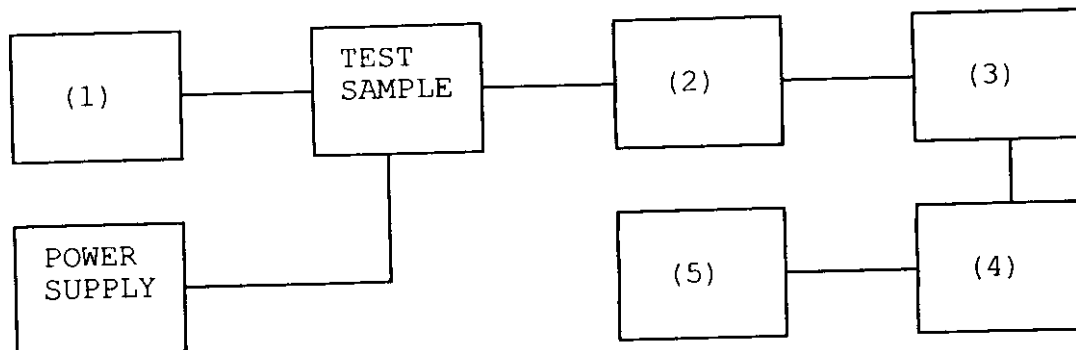 (1)
TEST
SAMPLE
(2)
(3)
POWER
SUPPLY
(5)
(4)